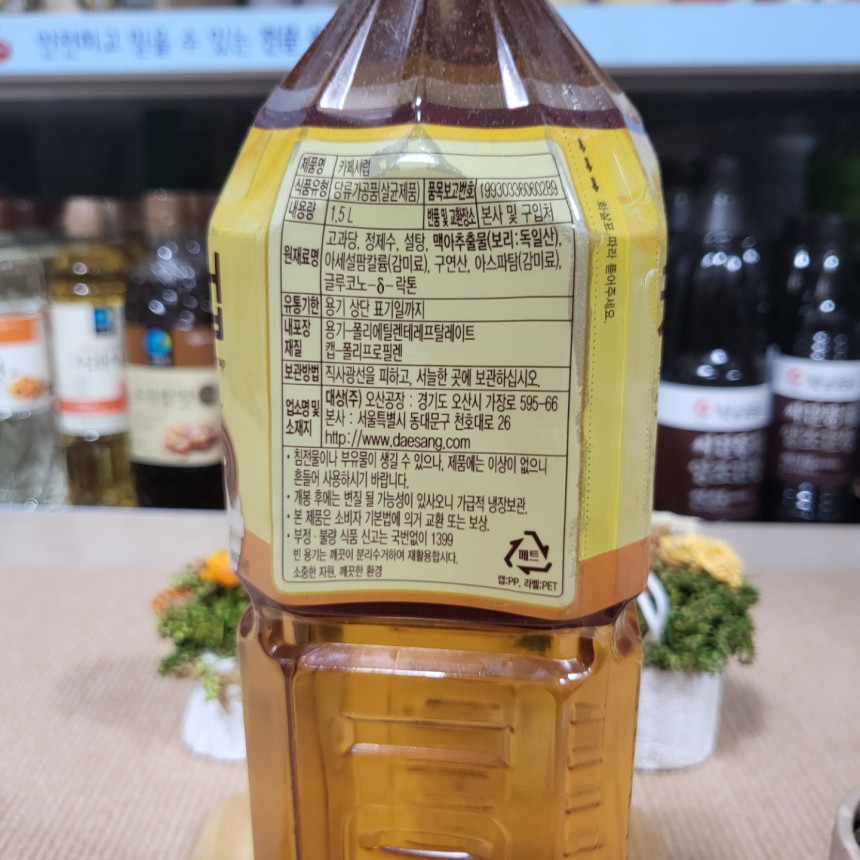 안전하고 믿을 수 있는
제품명 카페시럽
식품유형 당류가공품(살균제품) 품목보고번호 19930336060289
내용량 1.5 L 반품 및 교환장소 본사 및 구입처
원재료명 고과당, 정제수, 설탕, 맥아추출물(보리:독일산),
아세설팜칼륨(감미료), 구연산, 아스파탐(감미료),
글루코노-δ-락톤
유통기한 용기 상단 표기일까지
내포장 용기-폴리에틸렌테레프탈레이트
재질 캡-폴리프로필렌
보관방법 직사광선을 피하고, 서늘한 곳에 보관하십시오.
업소명 및 대상(주) 오산공장 : 경기도 오산시 가장로 595-66
소재지 본사 : 서울특별시 동대문구 천호대로 26
http://www.daesang.com
• 침전물이나 부유물이 생길 수 있으나, 제품에는 이상이 없으니
흔들어 사용하시기 바랍니다.
• 개봉 후에는 변질 될 가능성이 있사오니 가급적 냉장보관.
• 본 제품은 소비자 기본법에 의거 교환 또는 보상.
• 부정·불량 식품 신고는 국번없이 1399
빈 용기는 깨끗이 분리수거하여 재활용합시다.
소중한 자원, 깨끗한 환경
페트
캡:PP, 라벨:PET
화살표 따라 뜯어주세요.